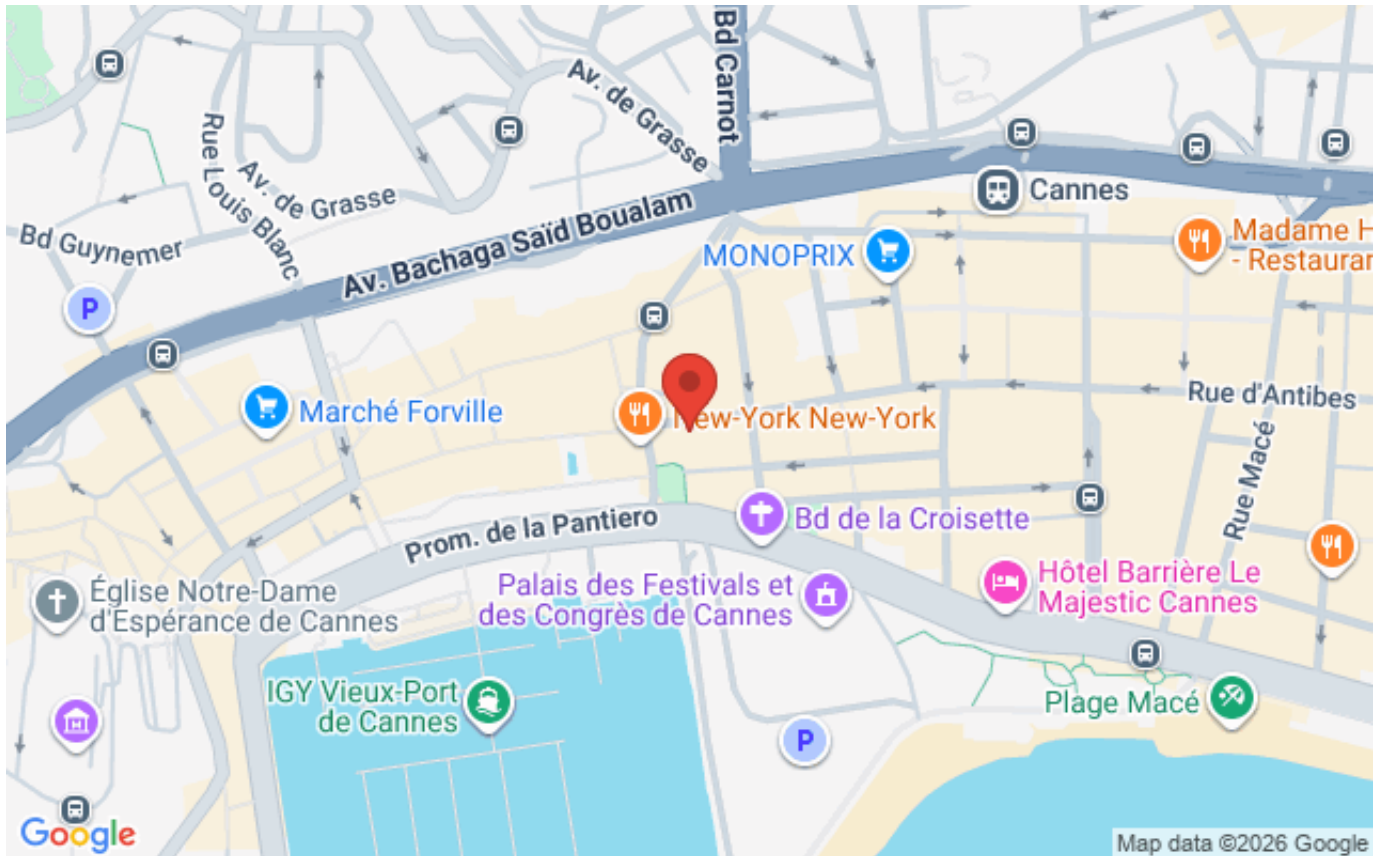 Bd Carnot
Av. de Grasse
Rue Louis Blanc
Av. de Grasse
Cannes
Bd Guynemer
Av. Bachaga Saïd Boualam
MONOPRIX
Madame H
- Restauran
P
Rue d'Antibes
Marché Forville
New-York New-York
Rue Macé
Prom. de la Pantiero
Bd de la Croisette
Église Notre-Dame
d'Espérance de Cannes
Palais des Festivals et
des Congrès de Cannes
Hôtel Barrière Le
Majestic Cannes
IGY Vieux-Port
de Cannes
Plage Macé
P
Google
Map data ©2026 Google